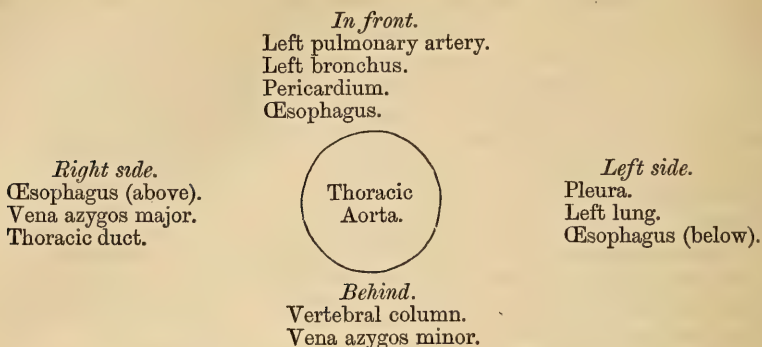 In front.
Left pulmonary artery.
Left bronchus.
Pericardium.
Œsophagus.
Right side.
Œsophagus (above).
Vena azygos major.
Thoracic duct.
Thoracic
Aorta.
Left side.
Pleura.
Left lung.
Œsophagus (below).
Behind.
Vertebral column.
Vena azygos minor.